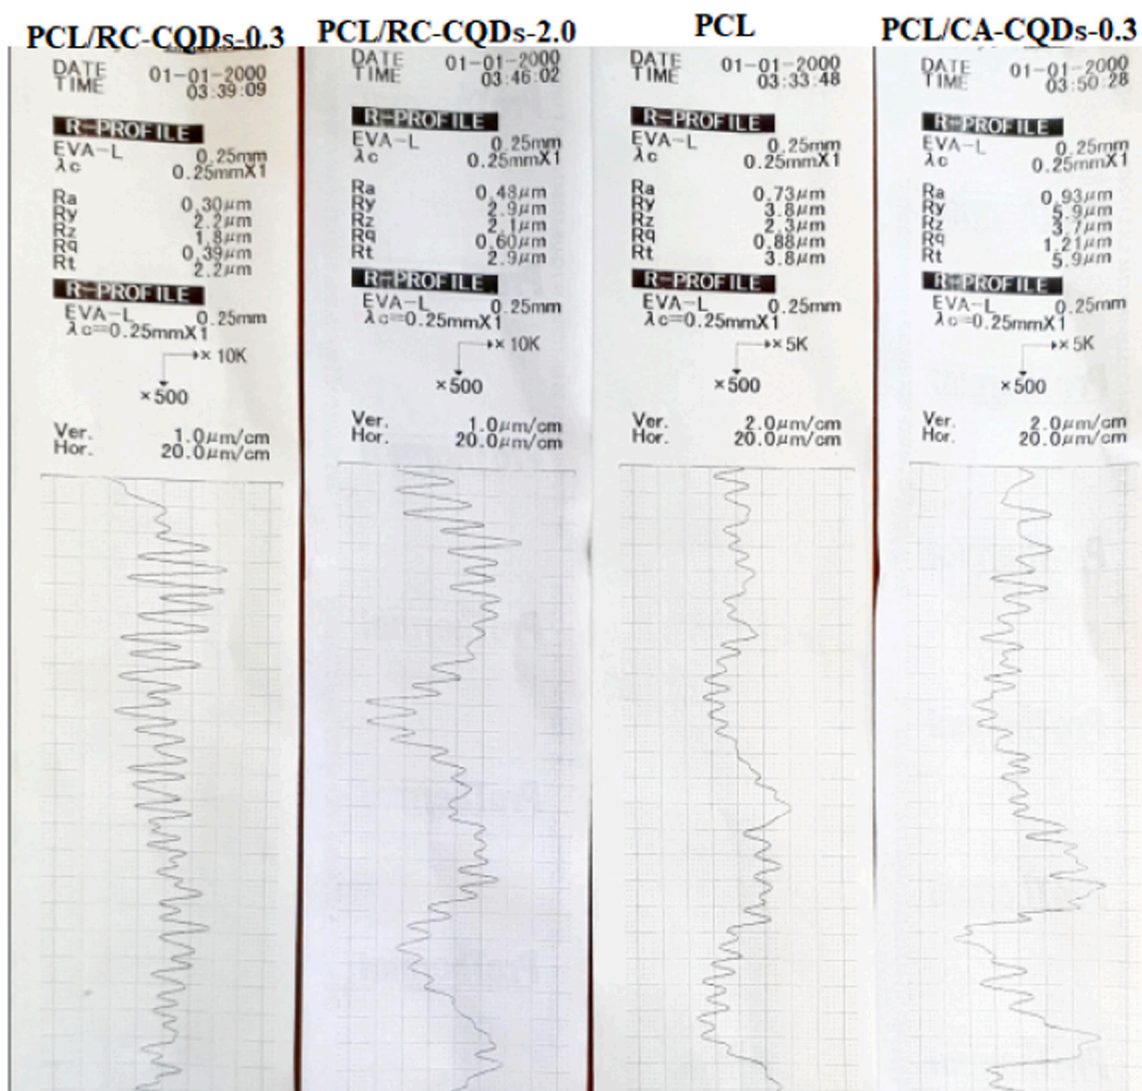 PCL/RC-CQDs-0.3
DATE 01-01-2000
TIME 03:39:09
R-PROFILE
EVA-L 0.25mm
λc 0.25mmX1
Ra 0.30µm
Ry 2.2µm
Rz 1.8µm
Rq 0.39µm
Rt 2.2µm
R-PROFILE
EVA-L 0.25mm
λc=0.25mmX1
× 10K
×500
Ver. 1.0µm/cm
Hor. 20.0µm/cm
PCL/RC-CQDs-2.0
DATE 01-01-2000
TIME 03:46:02
R-PROFILE
EVA-L 0.25mm
λc 0.25mmX1
Ra 0.48µm
Ry 2.9µm
Rz 2.1µm
Rq 0.60µm
Rt 2.9µm
R-PROFILE
EVA-L 0.25mm
λc=0.25mmX1
× 10K
×500
Ver. 1.0µm/cm
Hor. 20.0µm/cm
PCL
DATE 01-01-2000
TIME 03:33:48
R-PROFILE
EVA-L 0.25mm
λc 0.25mmX1
Ra 0.73µm
Ry 3.8µm
Rz 2.3µm
Rq 0.88µm
Rt 3.8µm
R-PROFILE
EVA-L 0.25mm
λc=0.25mmX1
× 5K
×500
Ver. 2.0µm/cm
Hor. 20.0µm/cm
PCL/CA-CQDs-0.3
DATE 01-01-2000
TIME 03:50:28
R-PROFILE
EVA-L 0.25mm
λc 0.25mmX1
Ra 0.93µm
Ry 5.9µm
Rz 3.7µm
Rq 1.21µm
Rt 5.9µm
R-PROFILE
EVA-L 0.25mm
λc=0.25mmX1
× 5K
×500
Ver. 2.0µm/cm
Hor. 20.0µm/cm